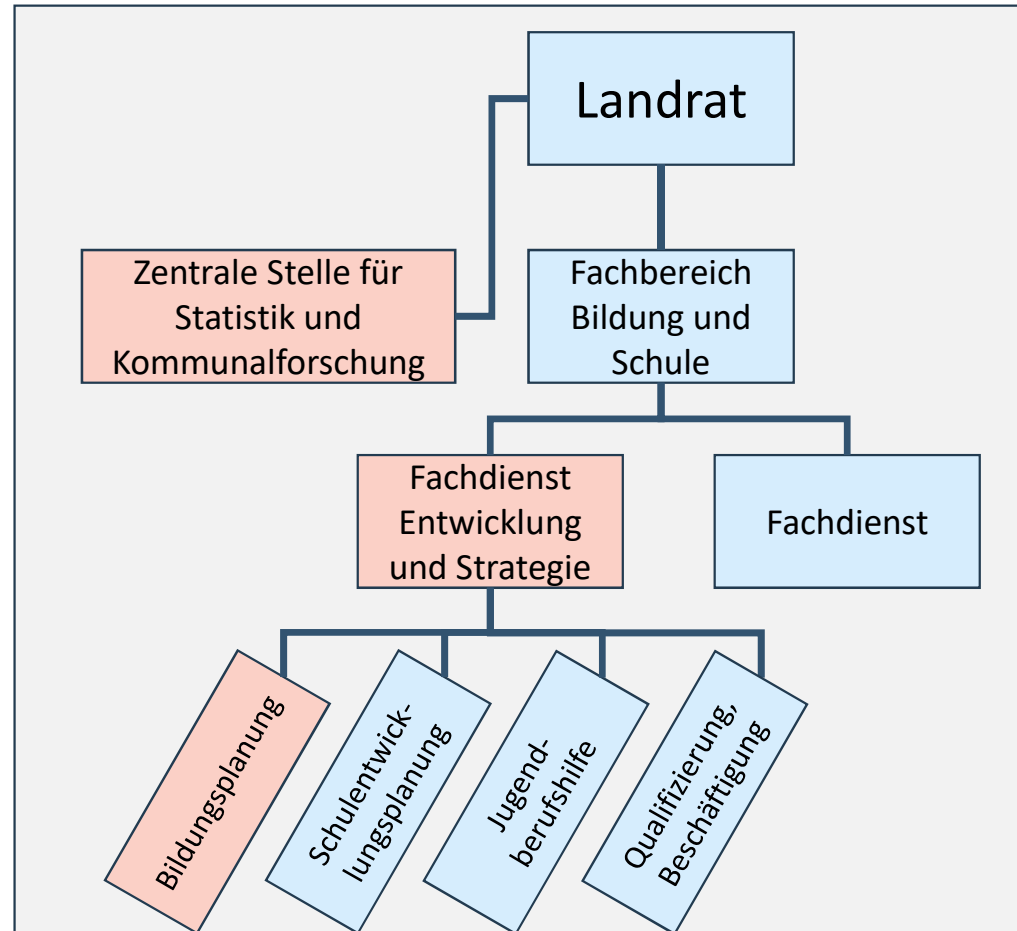 Landrat
Zentrale Stelle für
Statistik und
Kommunalforschung
Fachbereich
Bildung und
Schule
Fachdienst
Entwicklung
und Strategie
Fachdienst
Bildungsplanung
Schulentwick-
lungsplanung
Jugend-
berufshilfe
Qualifizierung,
Beschäftigung